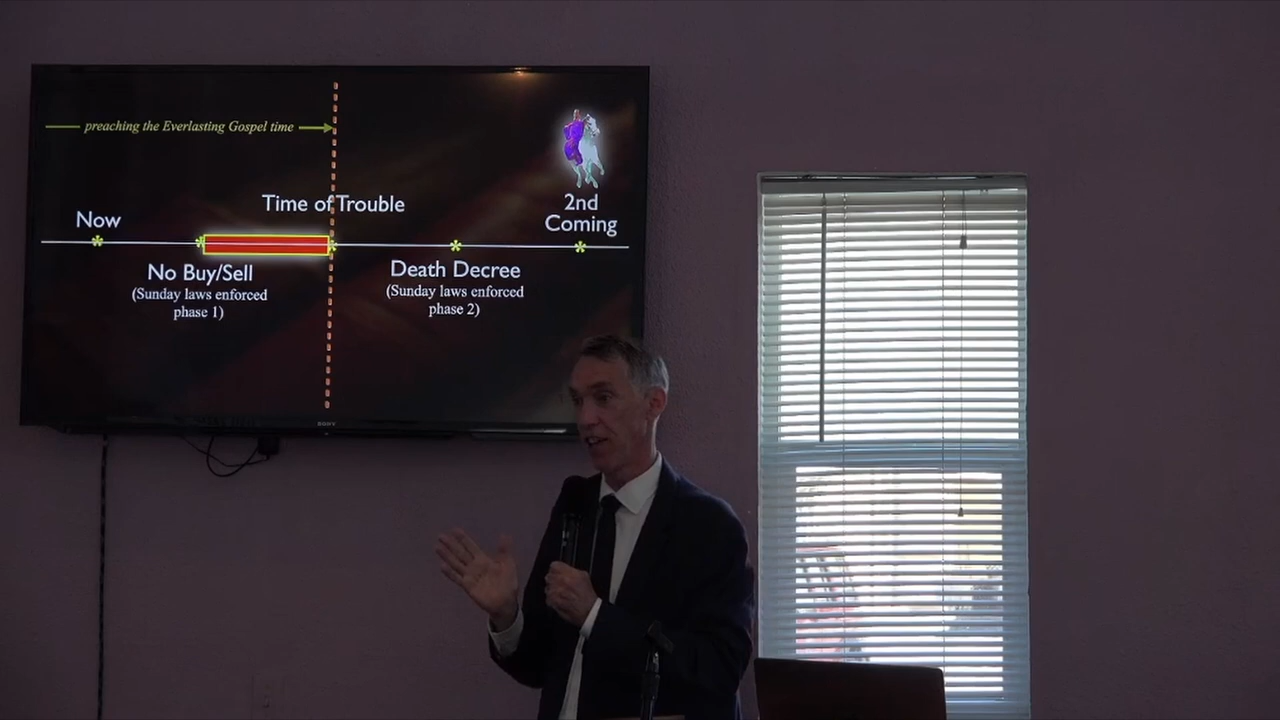 preaching the Everlasting Gospel time
Time of Trouble
2nd
Coming
Now
No Buy/Sell
(Sunday laws enforced
phase 1)
Death Decree
(Sunday laws enforced
phase 2)
SONY